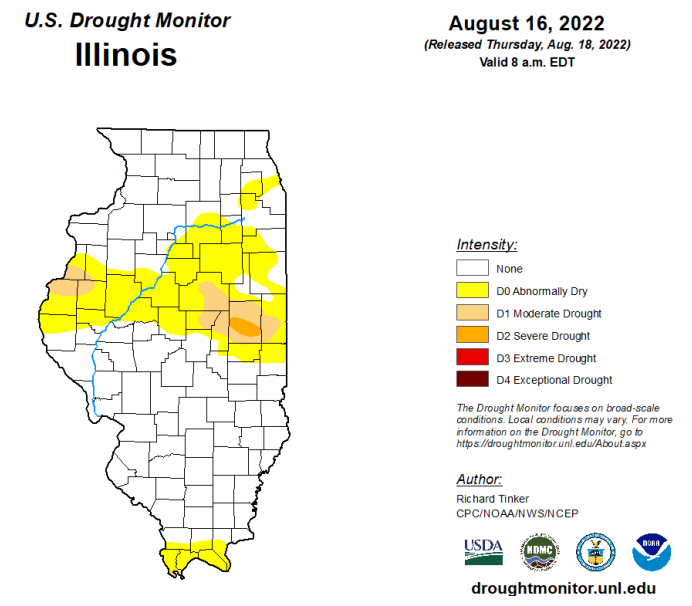 U.S. Drought Monitor
Illinois
August 16, 2022
(Released Thursday, Aug. 18, 2022)
Valid 8 a.m. EDT
Intensity:
None
D0 Abnormally Dry
D1 Moderate Drought
D2 Severe Drought
D3 Extreme Drought
D4 Exceptional Drought
The Drought Monitor focuses on broad-scale
conditions. Local conditions may vary. For more
information on the Drought Monitor, go to
https://droughtmonitor.unl.edu/About.aspx
Author:
Richard Tinker
CPC/NOAA/NWS/NCEP
USDA
NDMC
NOAA
droughtmonitor.unl.edu